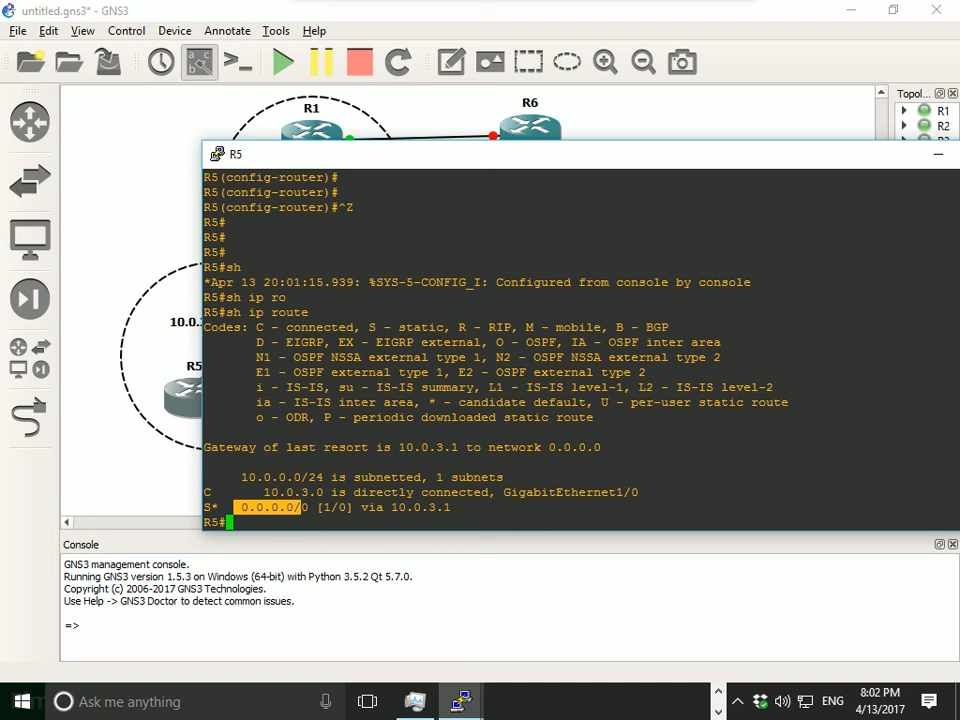 untitled.gns3* - GNS3
File Edit View Control Device Annotate Tools Help
R1
R6
Topol...
R1
R2
R5
R5(config-router)#
R5(config-router)#
R5(config-router)#^Z
R5#
R5#
R5#
R5#sh
*Apr 13 20:01:15.939: %SYS-5-CONFIG_I: Configured from console by console
R5#sh ip ro
R5#sh ip route
Codes: C - connected, S - static, R - RIP, M - mobile, B - BGP
D - EIGRP, EX - EIGRP external, O - OSPF, IA - OSPF inter area
N1 - OSPF NSSA external type 1, N2 - OSPF NSSA external type 2
E1 - OSPF external type 1, E2 - OSPF external type 2
i - IS-IS, su - IS-IS summary, L1 - IS-IS level-1, L2 - IS-IS level-2
ia - IS-IS inter area, * - candidate default, U - per-user static route
o - ODR, P - periodic downloaded static route
Gateway of last resort is 10.0.3.1 to network 0.0.0.0
10.0.0.0/24 is subnetted, 1 subnets
C 10.0.3.0 is directly connected, GigabitEthernet1/0
S* 0.0.0.0/0 [1/0] via 10.0.3.1
R5#
10.0.
R5
Console
GNS3 management console.
Running GNS3 version 1.5.3 on Windows (64-bit) with Python 3.5.2 Qt 5.7.0.
Copyright (c) 2006-2017 GNS3 Technologies.
Use Help -> GNS3 Doctor to detect common issues.
=>
Ask me anything
ENG
8:02 PM
4/13/2017